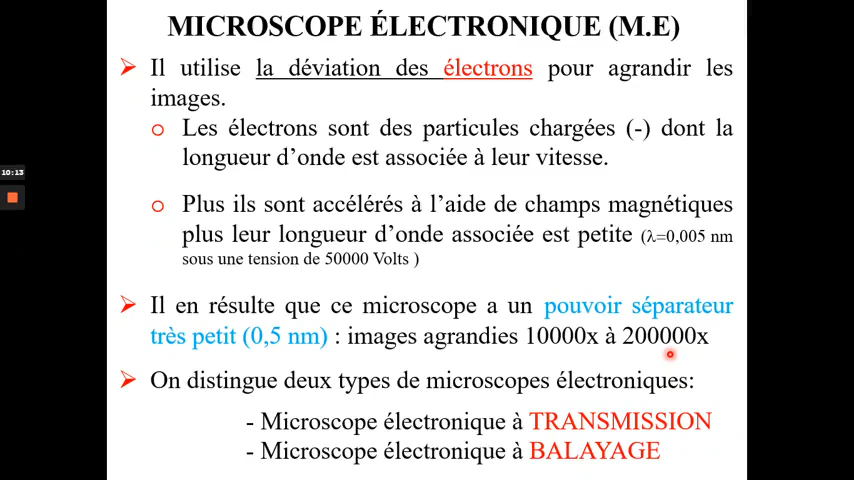 MICROSCOPE ÉLECTRONIQUE (M.E)
Il utilise la déviation des électrons pour agrandir les
images.
Les électrons sont des particules chargées (-) dont la
longueur d’onde est associée à leur vitesse.
10:13
Plus ils sont accélérés à l’aide de champs magnétiques
plus leur longueur d’onde associée est petite (λ=0,005 nm
sous une tension de 50000 Volts )
Il en résulte que ce microscope a un pouvoir séparateur
très petit (0,5 nm) : images agrandies 10000x à 200000x
On distingue deux types de microscopes électroniques:
- Microscope électronique à TRANSMISSION
- Microscope électronique à BALAYAGE